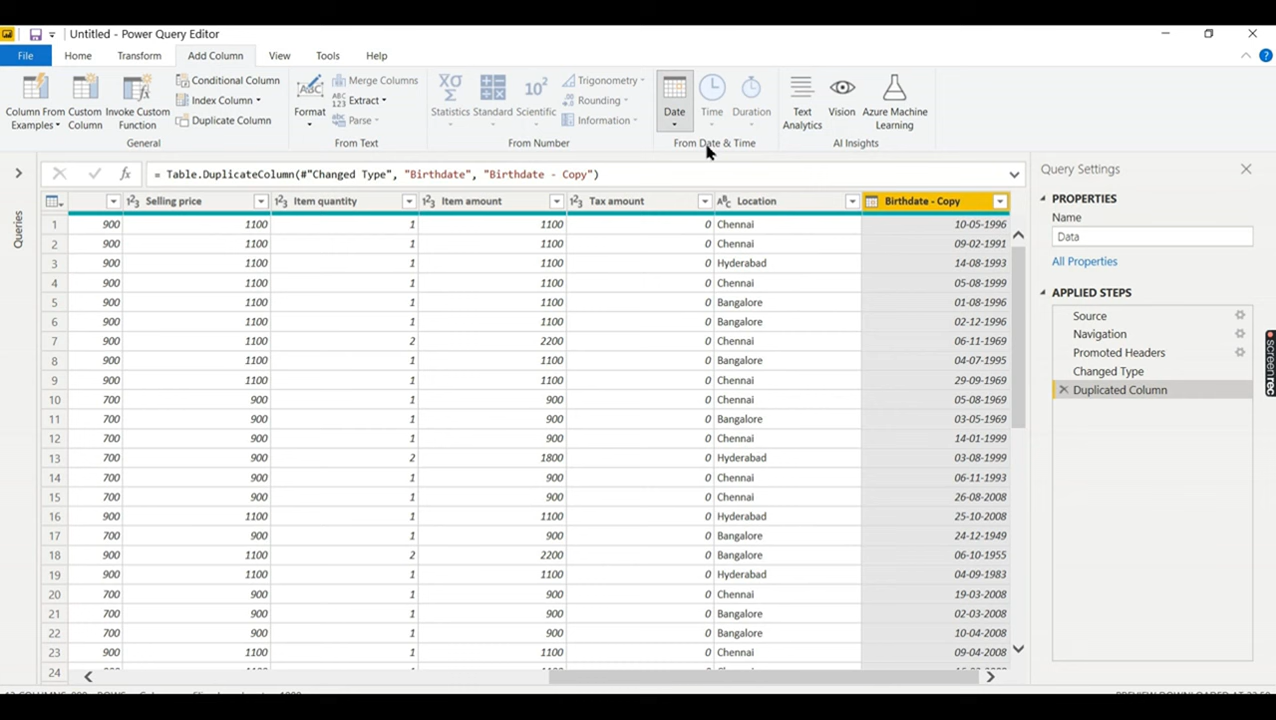 Untitled - Power Query Editor
File Home Transform Add Column View Tools Help
Column From Examples
Custom Column
Invoke Custom Function
Conditional Column
Index Column
Duplicate Column
General
Format
Merge Columns
ABC 123 Extract
abc Parse
From Text
XO Statistics
Standard
10² Scientific
Trigonometry
Rounding
Information
From Number
Date
Time
Duration
From Date & Time
Text Analytics
Vision
Azure Machine Learning
AI Insights
= Table.DuplicateColumn(#"Changed Type", "Birthdate", "Birthdate - Copy")
Queries
Selling price Item quantity Item amount Tax amount Location Birthdate - Copy
1 900 1100 1 1100 0 Chennai 10-05-1996
2 900 1100 1 1100 0 Chennai 09-02-1991
3 900 1100 1 1100 0 Hyderabad 14-08-1993
4 900 1100 1 1100 0 Chennai 05-08-1999
5 900 1100 1 1100 0 Bangalore 01-08-1996
6 900 1100 1 1100 0 Bangalore 02-12-1996
7 900 1100 2 2200 0 Chennai 06-11-1969
8 900 1100 1 1100 0 Bangalore 04-07-1995
9 900 1100 1 1100 0 Chennai 29-09-1969
10 700 900 1 900 0 Chennai 05-08-1969
11 700 900 1 900 0 Bangalore 03-05-1969
12 700 900 1 900 0 Chennai 14-01-1999
13 700 900 2 1800 0 Hyderabad 03-08-1999
14 700 900 1 900 0 Chennai 06-11-1993
15 700 900 1 900 0 Chennai 26-08-2008
16 900 1100 1 1100 0 Hyderabad 25-10-2008
17 700 900 1 900 0 Bangalore 24-12-1949
18 900 1100 2 2200 0 Bangalore 06-10-1955
19 900 1100 1 1100 0 Hyderabad 04-09-1983
20 700 900 1 900 0 Chennai 19-03-2008
21 700 900 1 900 0 Bangalore 02-03-2008
22 700 900 1 900 0 Bangalore 10-04-2008
23 900 1100 1 1100 0 Chennai 09-04-2008
24
Query Settings
PROPERTIES
Name
Data
All Properties
APPLIED STEPS
Source
Navigation
Promoted Headers
Changed Type
Duplicated Column
screenrec